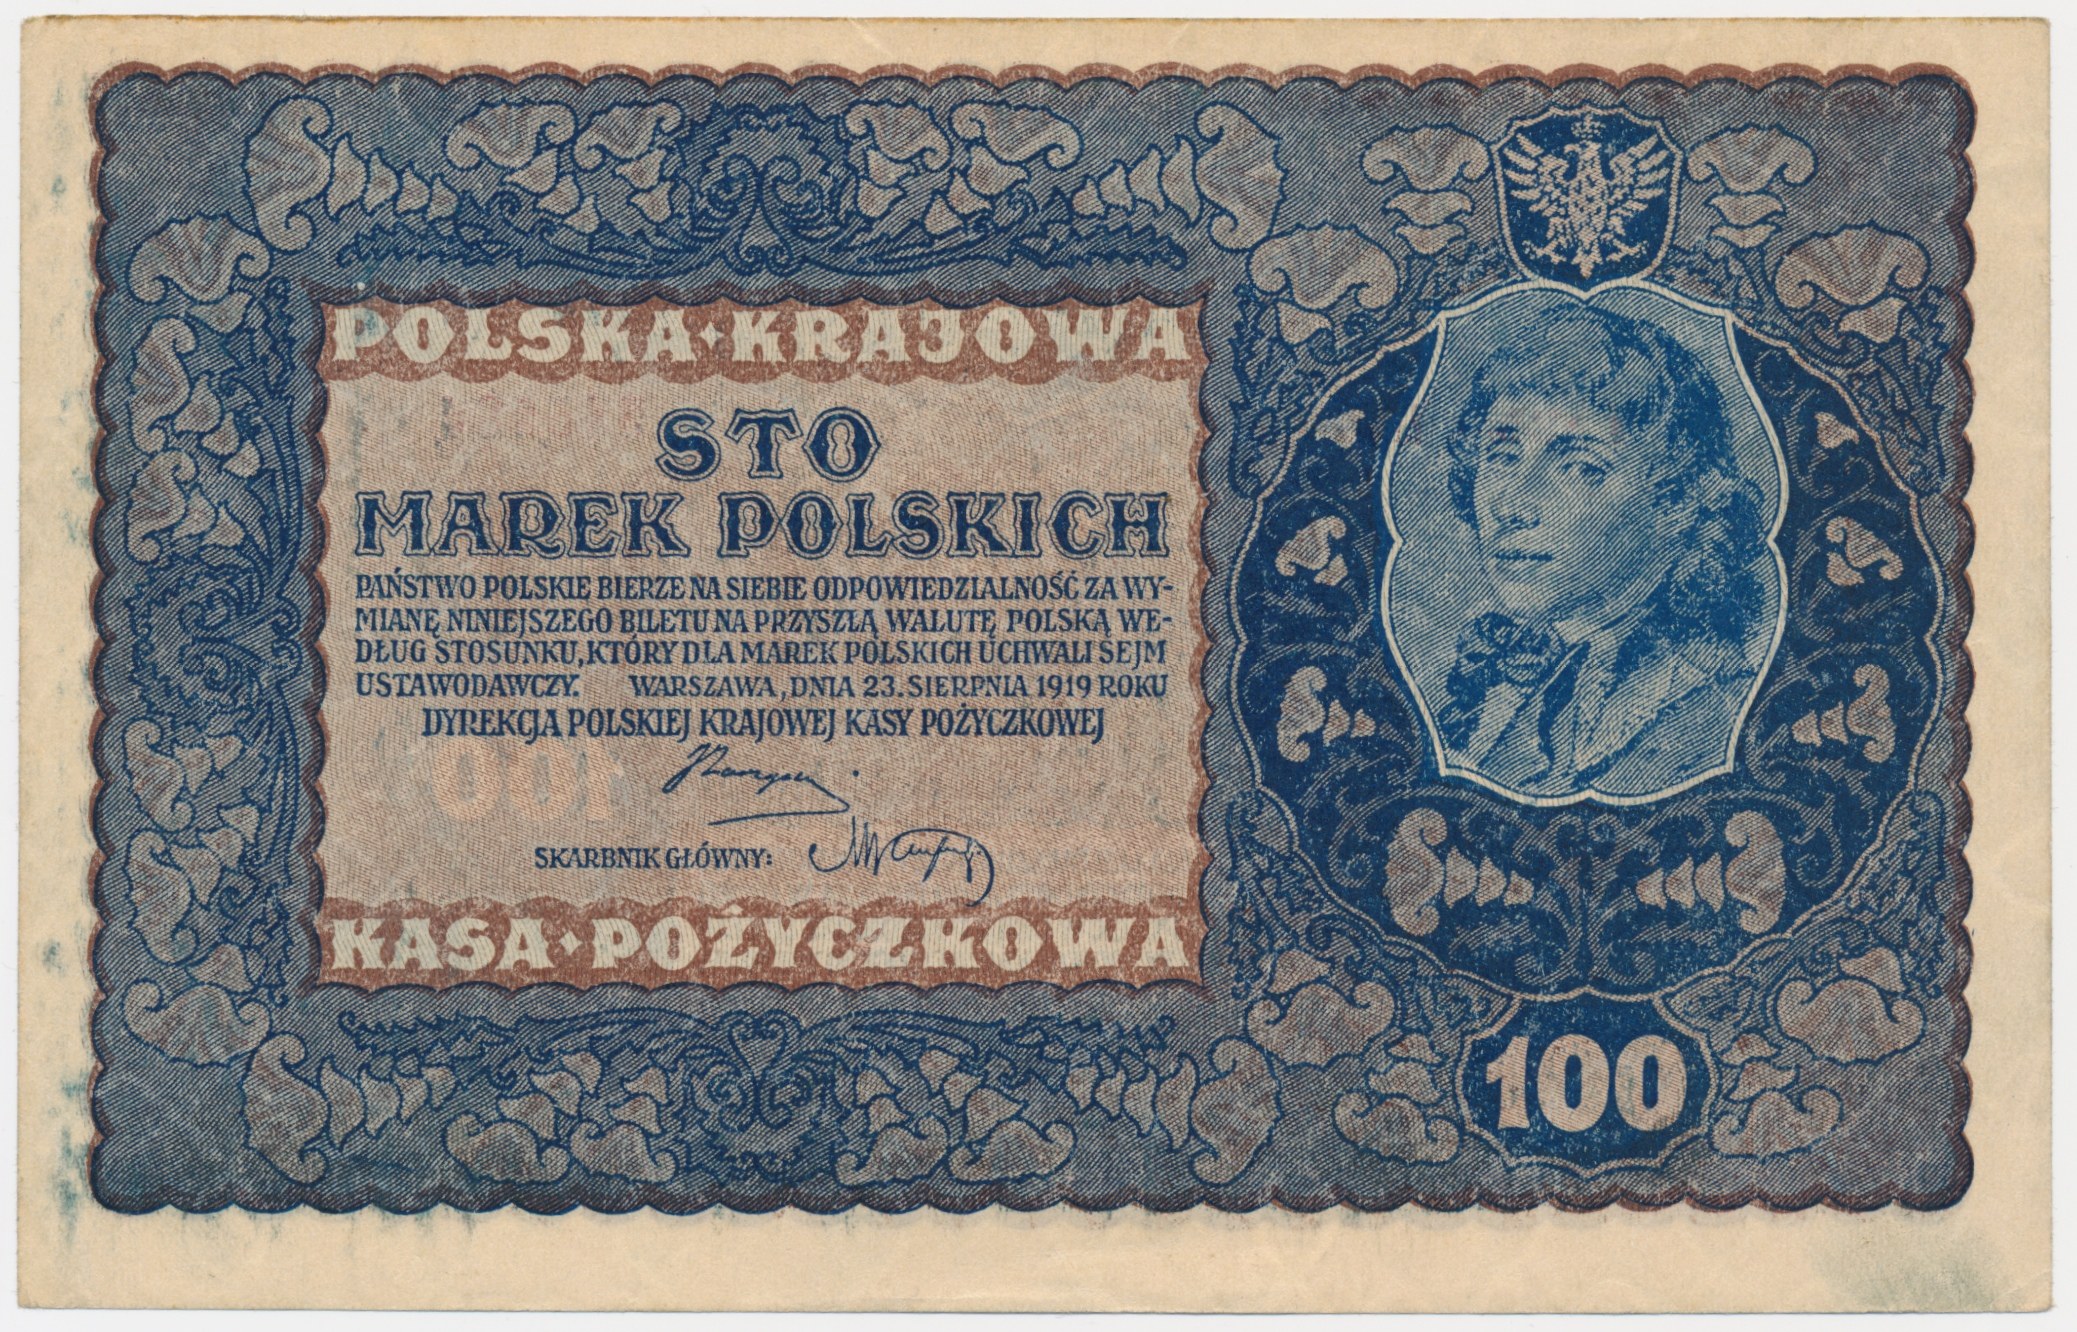 POLSKA·KRAJOWA
STO
MAREK POLSKICH
PAŃSTWO POLSKIE BIERZE NA SIEBIE ODPOWIEDZIALNOŚĆ ZA WY-
MIANĘ NINIEJSZEGO BILETU NA PRZYSZŁĄ WALUTĘ POLSKĄ WE-
DŁUG STOSUNKU, KTÓRY DLA MAREK POLSKICH UCHWALI SEJM
USTAWODAWCZY. WARSZAWA, DNIA 23. SIERPNIA 1919 ROKU
DYREKCJA POLSKIEJ KRAJOWEJ KASY POŻYCZKOWEJ
SKARBNIK GŁÓWNY:
KASA·POŻYCZKOWA
100